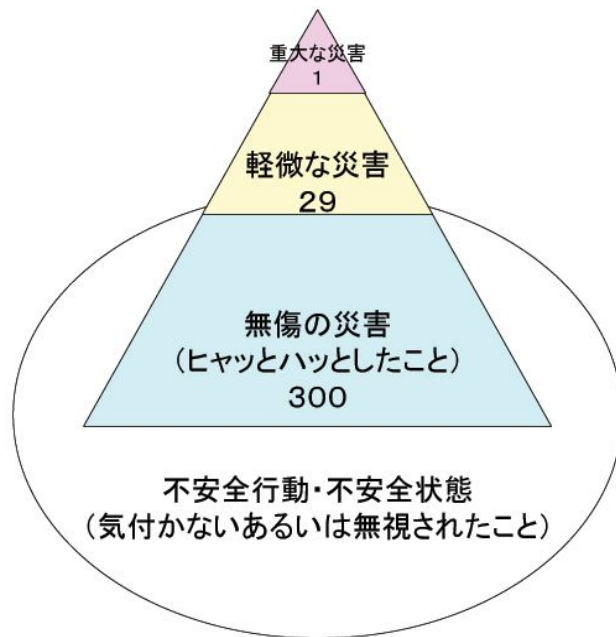 重大な災害
1
軽微な災害
29
無傷の災害
(ヒヤッとハッとしたこと)
300
不安全行動・不安全状態
(気付かないあるいは無視されたこと)